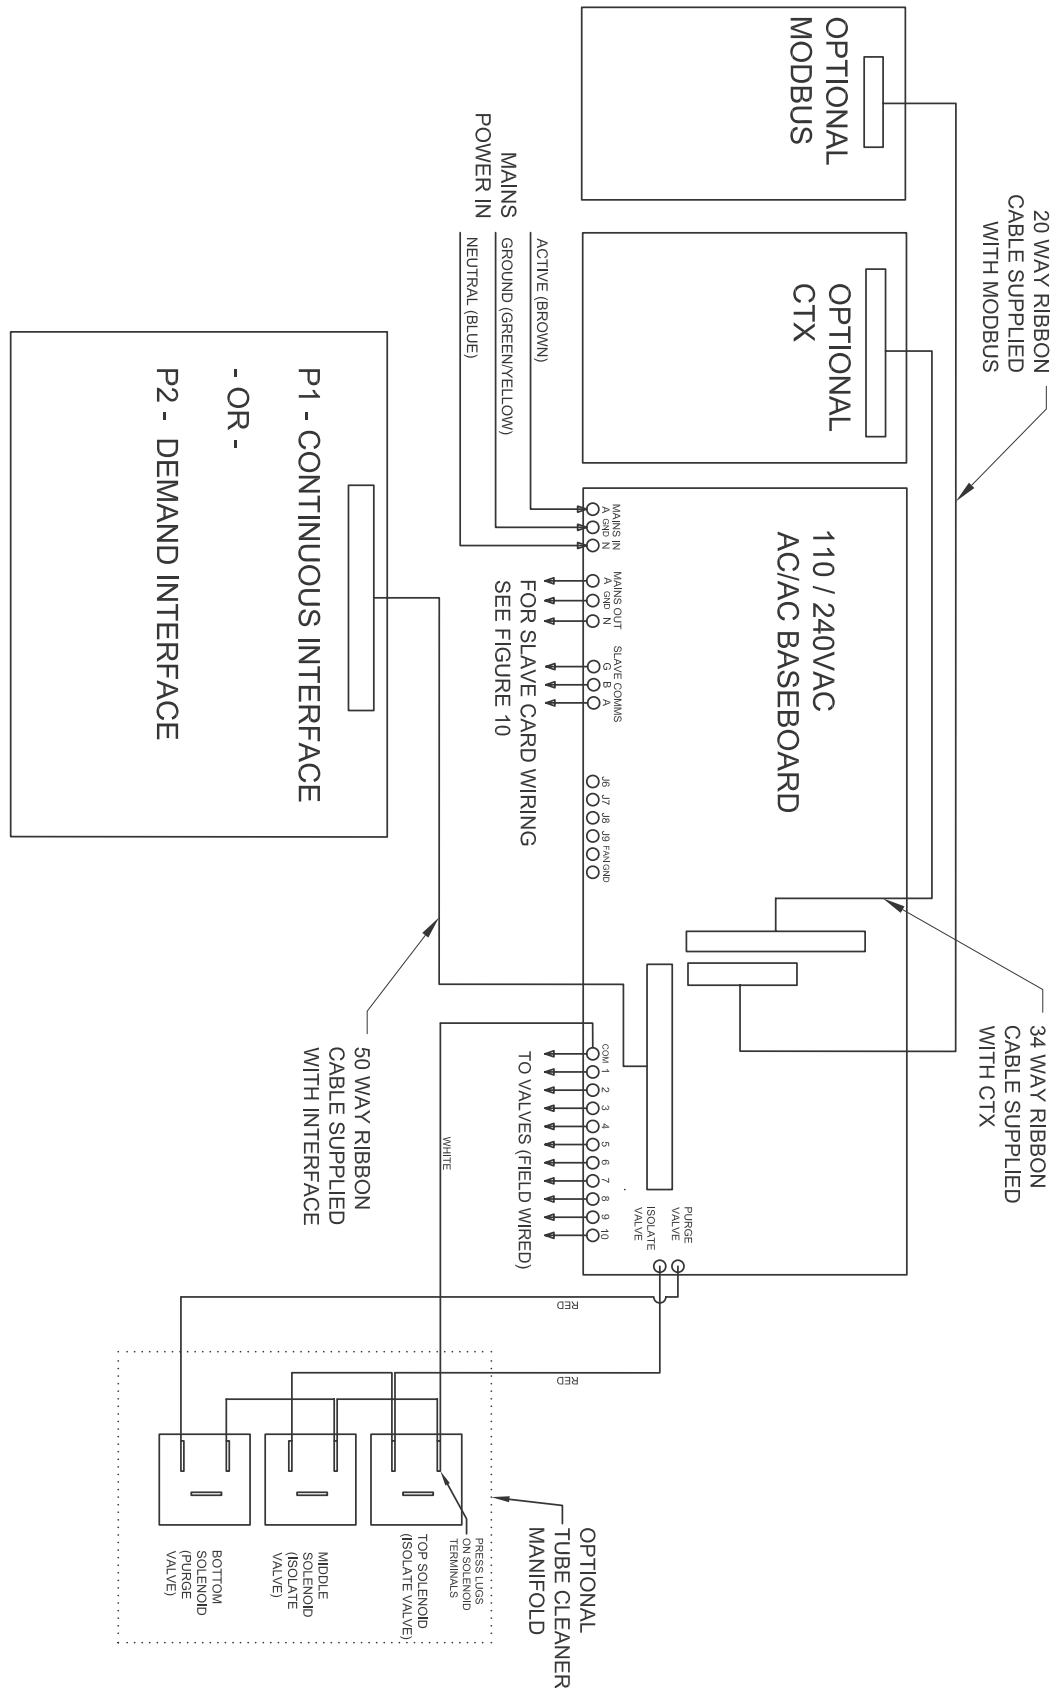 OPTIONAL
MODBUS
20 WAY RIBBON
CABLE SUPPLIED
WITH MODBUS
MAINS
POWER IN
ACTIVE (BROWN)
GROUND (GREEN/YELLOW)
NEUTRAL (BLUE)
OPTIONAL
CTX
P1 - CONTINUOUS INTERFACE
- OR -
P2 - DEMAND INTERFACE
110 / 240VAC
AC/AC BASEBOARD
MAINS IN
A
GND
N
MAINS OUT
A
GND
N
SLAVE COMMS
G
B
A
FOR SLAVE CARD WIRING
SEE FIGURE 10
J6
J7
J8
J9
FAN
GND
34 WAY RIBBON
CABLE SUPPLIED
WITH CTX
50 WAY RIBBON
CABLE SUPPLIED
WITH INTERFACE
COM
1
2
3
4
5
6
7
8
9
10
TO VALVES (FIELD WIRED)
WHITE
PURGE
VALVE
ISOLATE
VALVE
RED
RED
OPTIONAL
TUBE CLEANER
MANIFOLD
PRESS LUGS
ON SOLENOID
TERMINALS
TOP SOLENOID
(ISOLATE VALVE)
MIDDLE
SOLENOID
(ISOLATE
VALVE)
BOTTOM
SOLENOID
(PURGE
VALVE)